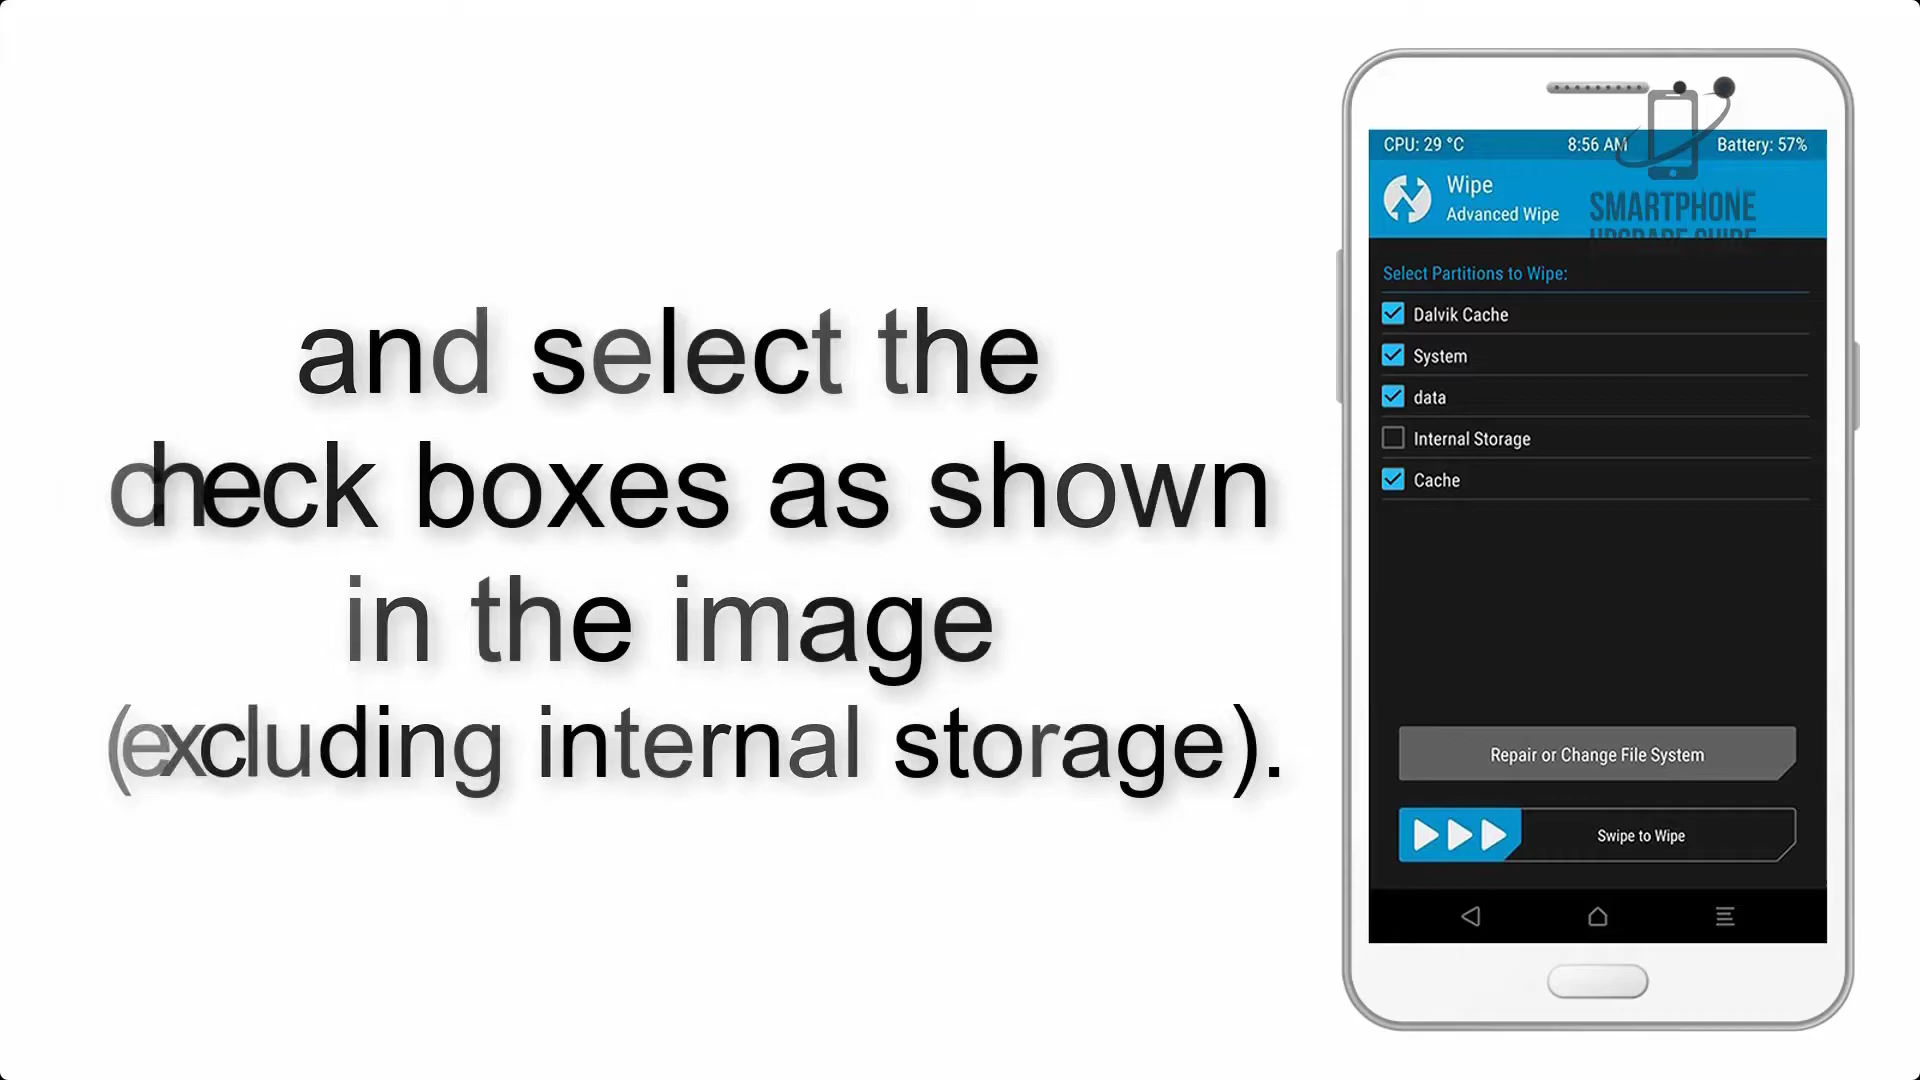 and select the
check boxes as shown
in the image
(excluding internal storage).
CPU: 29 °C 8:56 AM Battery: 57%
Wipe
Advanced Wipe
SMARTPHONE
UPGRADE GUIDE
Select Partitions to Wipe:
Dalvik Cache
System
data
Internal Storage
Cache
Repair or Change File System
Swipe to Wipe